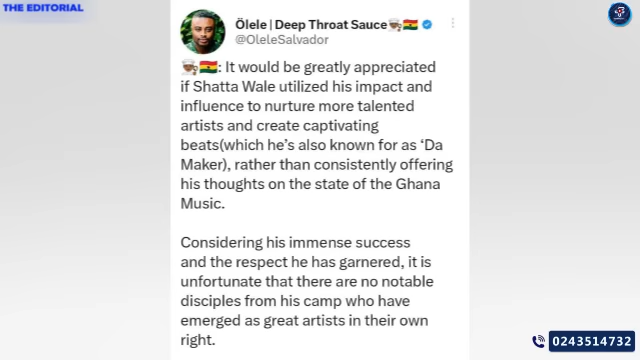 THE EDITORIAL
Ölele | Deep Throat Sauce👨🏾‍🍳🇬🇭
@OleleSalvador
👨🏾‍🍳🇬🇭: It would be greatly appreciated
if Shatta Wale utilized his impact and
influence to nurture more talented
artists and create captivating
beats(which he’s also known for as ‘Da
Maker), rather than consistently offering
his thoughts on the state of the Ghana
Music.
Considering his immense success
and the respect he has garnered, it is
unfortunate that there are no notable
disciples from his camp who have
emerged as great artists in their own
right.
0243514732